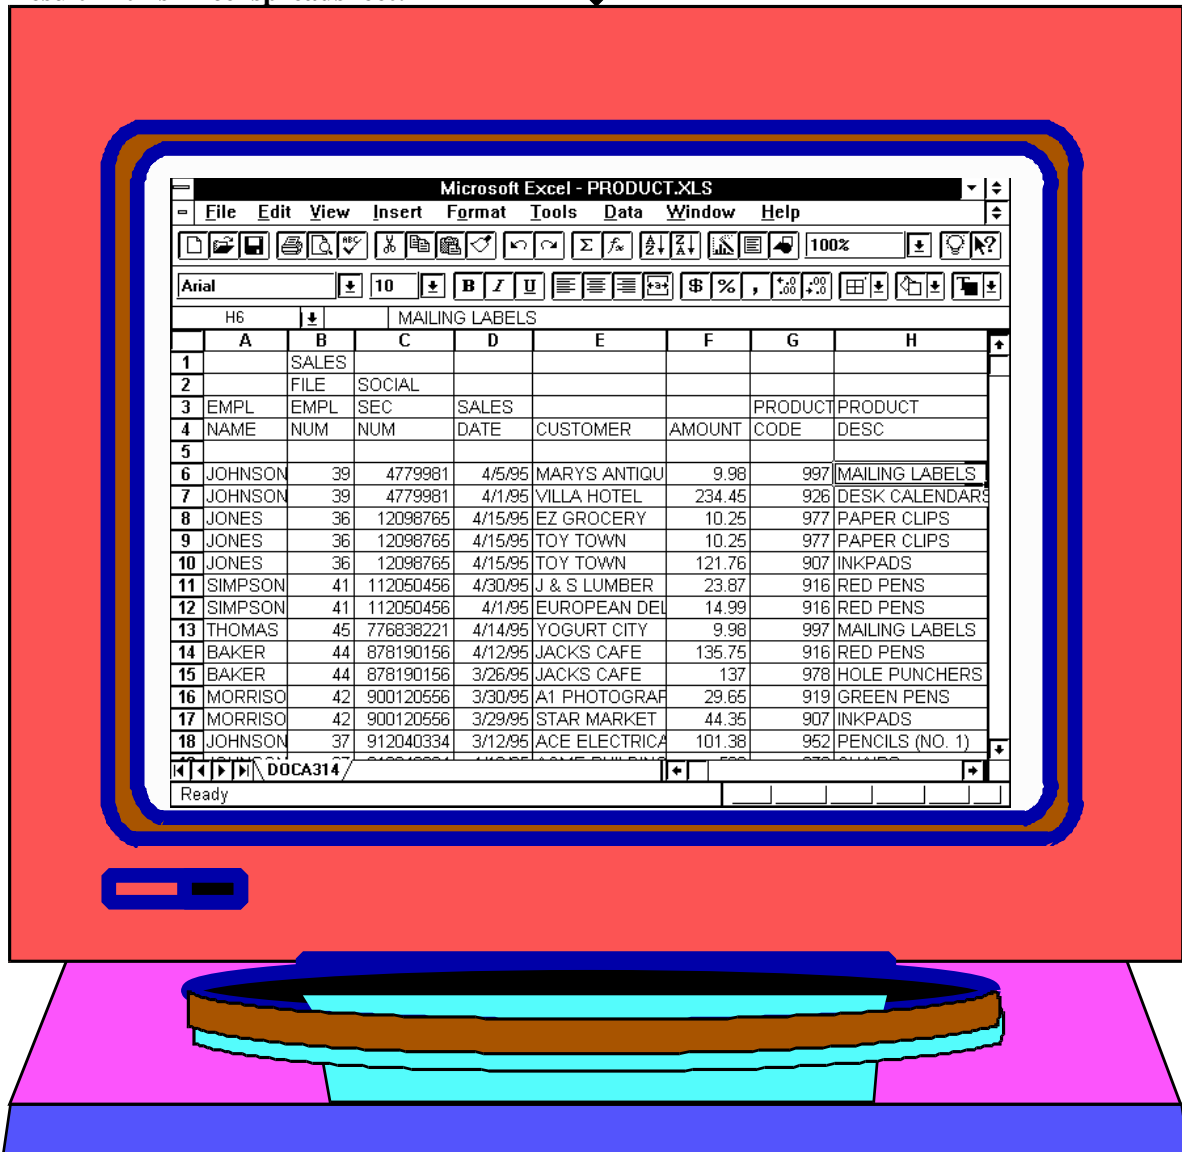 Microsoft Excel - PRODUCT.XLS
File Edit View Insert Format Tools Data Window Help
100%
Arial 10 B I U $ % ,
H6 MAILING LABELS
A B C D E F G H
1 SALES
2 FILE SOCIAL
3 EMPL EMPL SEC SALES PRODUCT PRODUCT
4 NAME NUM NUM DATE CUSTOMER AMOUNT CODE DESC
5
6 JOHNSON 39 4779981 4/5/95 MARYS ANTIQU 9.98 997 MAILING LABELS
7 JOHNSON 39 4779981 4/1/95 VILLA HOTEL 234.45 926 DESK CALENDARS
8 JONES 36 12098765 4/15/95 EZ GROCERY 10.25 977 PAPER CLIPS
9 JONES 36 12098765 4/15/95 TOY TOWN 10.25 977 PAPER CLIPS
10 JONES 36 12098765 4/15/95 TOY TOWN 121.76 907 INKPADS
11 SIMPSON 41 112050456 4/30/95 J & S LUMBER 23.87 916 RED PENS
12 SIMPSON 41 112050456 4/1/95 EUROPEAN DEL 14.99 916 RED PENS
13 THOMAS 45 776838221 4/14/95 YOGURT CITY 9.98 997 MAILING LABELS
14 BAKER 44 878190156 4/12/95 JACKS CAFE 135.75 916 RED PENS
15 BAKER 44 878190156 3/26/95 JACKS CAFE 137 978 HOLE PUNCHERS
16 MORRISO 42 900120556 3/30/95 A1 PHOTOGRAF 29.65 919 GREEN PENS
17 MORRISO 42 900120556 3/29/95 STAR MARKET 44.35 907 INKPADS
18 JOHNSON 37 912040334 3/12/95 ACE ELECTRICA 101.38 952 PENCILS (NO. 1)
DOCA314
Ready